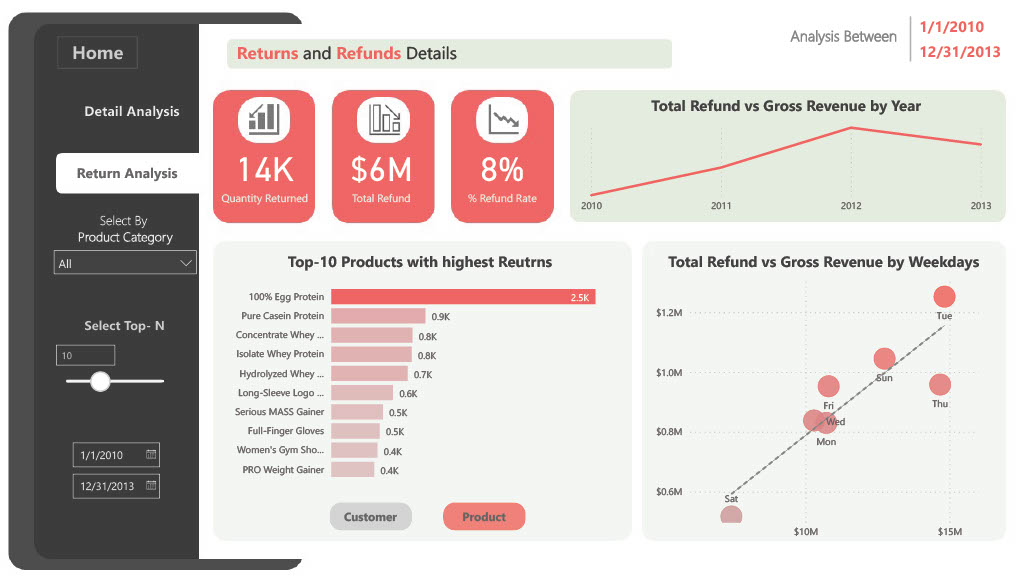 Home
Detail Analysis
Return Analysis
Select By
Product Category
All
Select Top- N
10
1/1/2010
12/31/2013
Returns and Refunds Details
Analysis Between
1/1/2010
12/31/2013
14K
Quantity Returned
$6M
Total Refund
8%
% Refund Rate
Total Refund vs Gross Revenue by Year
2010 2011 2012 2013
Top-10 Products with highest Reutrns
100% Egg Protein 2.5K
Pure Casein Protein 0.9K
Concentrate Whey ... 0.8K
Isolate Whey Protein 0.8K
Hydrolyzed Whey ... 0.7K
Long-Sleeve Logo ... 0.6K
Serious MASS Gainer 0.5K
Full-Finger Gloves 0.5K
Women's Gym Sho... 0.4K
PRO Weight Gainer 0.4K
Customer
Product
Total Refund vs Gross Revenue by Weekdays
$1.2M
$1.0M
$0.8M
$0.6M
Tue
Sun
Thu
Fri
Wed
Mon
Sat
$10M $15M